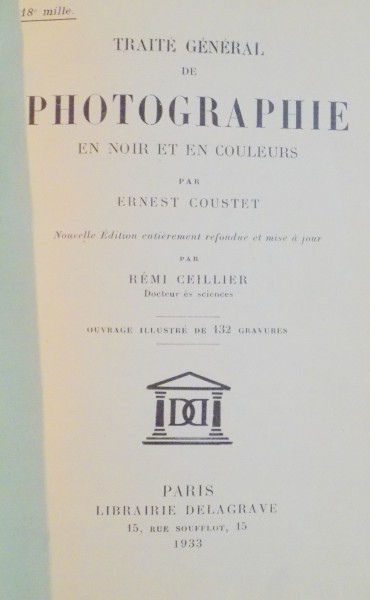 18e mille.
TRAITÉ GÉNÉRAL
DE
PHOTOGRAPHIE
EN NOIR ET EN COULEURS
PAR
ERNEST COUSTET
Nouvelle Édition entièrement refondue et mise à jour
PAR
RÉMI CEILLIER
Docteur ès sciences
OUVRAGE ILLUSTRÉ DE 132 GRAVURES
PARIS
LIBRAIRIE DELAGRAVE
15, RUE SOUFFLOT, 15
1933